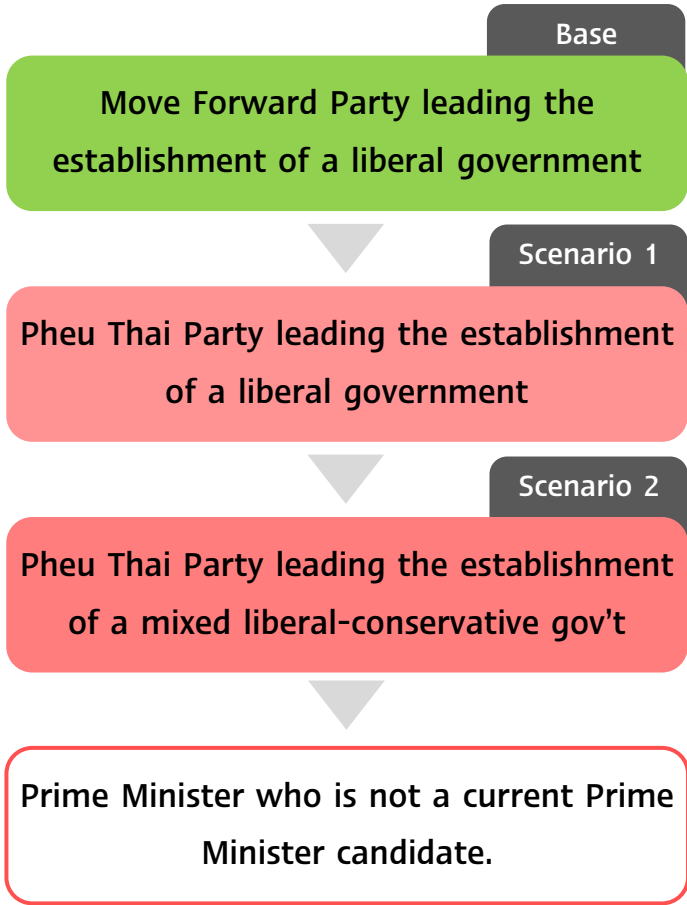 Base
Move Forward Party leading the
establishment of a liberal government
Scenario 1
Pheu Thai Party leading the establishment
of a liberal government
Scenario 2
Pheu Thai Party leading the establishment
of a mixed liberal-conservative gov’t
Prime Minister who is not a current Prime
Minister candidate.